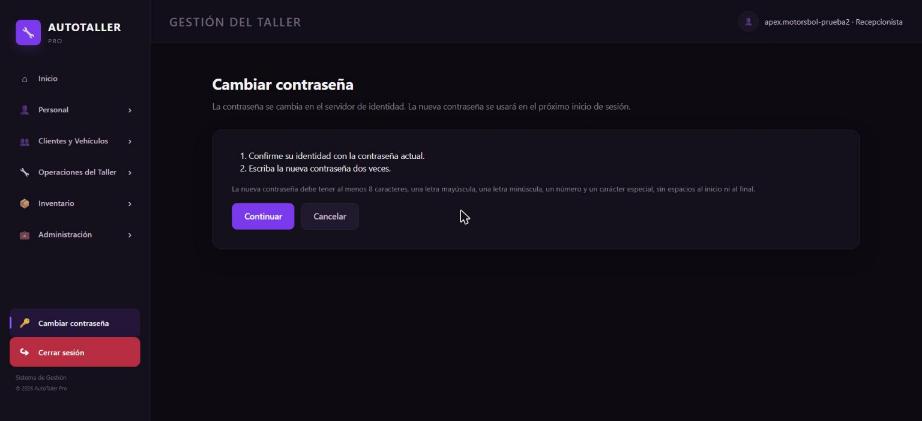 AUTOTALLER
PRO
GESTIÓN DEL TALLER
apex.motorsbol-prueba2 · Recepcionista
Inicio
Personal
Clientes y Vehículos
Operaciones del Taller
Inventario
Administración
Cambiar contraseña
Cerrar sesión
Sistema de Gestión
© 2026 AutoTaller Pro
Cambiar contraseña
La contraseña se cambia en el servidor de identidad. La nueva contraseña se usará en el próximo inicio de sesión.
1. Confirme su identidad con la contraseña actual.
2. Escriba la nueva contraseña dos veces.
La nueva contraseña debe tener al menos 8 caracteres, una letra mayúscula, una letra minúscula, un número y un carácter especial, sin espacios al inicio ni al final.
Continuar
Cancelar